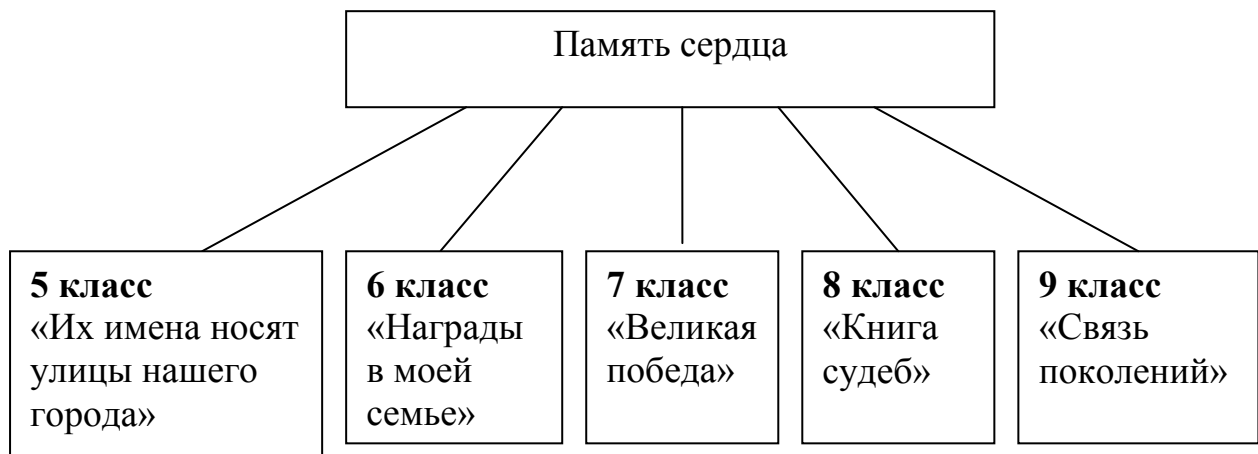 Память сердца
5 класс
«Их имена носят
улицы нашего
города»
6 класс
«Награды
в моей
семье»
7 класс
«Великая
победа»
8 класс
«Книга
судеб»
9 класс
«Связь
поколений»